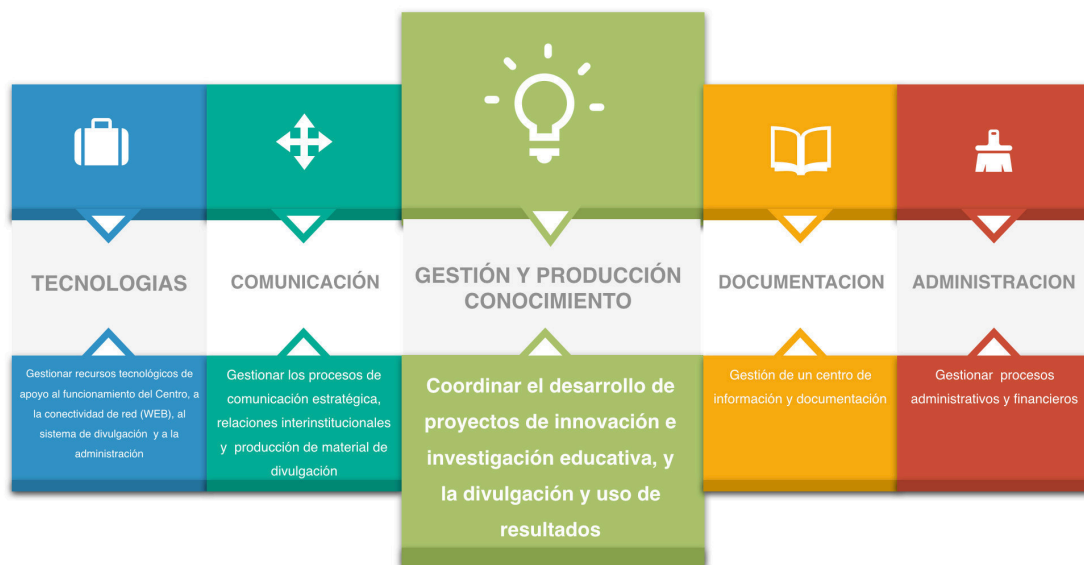 TECNOLOGIAS
Gestionar recursos tecnológicos de
apoyo al funcionamiento del Centro, a
la conectividad de red (WEB), al
sistema de divulgación y a la
administración
COMUNICACIÓN
Gestionar los procesos de
comunicación estratégica,
relaciones interinstitucionales
y producción de material de
divulgación
GESTIÓN Y PRODUCCIÓN
CONOCIMIENTO
Coordinar el desarrollo de
proyectos de innovación e
investigación educativa, y
la divulgación y uso de
resultados
DOCUMENTACION
Gestión de un centro de
información y documentación
ADMINISTRACION
Gestionar procesos
administrativos y financieros